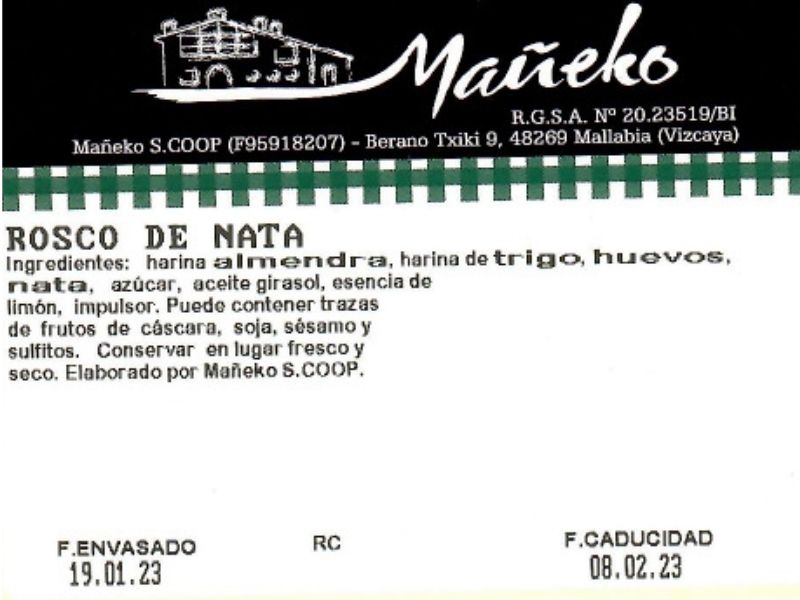 Mañeko
R.G.S.A. Nº 20.23519/BI
Mañeko S.COOP (F95918207) - Berano Txiki 9, 48269 Mallabia (Vizcaya)
ROSCO DE NATA
Ingredientes: harina almendra, harina de trigo, huevos,
nata, azúcar, aceite girasol, esencia de
limón, impulsor. Puede contener trazas
de frutos de cáscara, soja, sésamo y
sulfitos. Conservar en lugar fresco y
seco. Elaborado por Mañeko S.COOP.
F.ENVASADO RC F.CADUCIDAD
19.01.23 08.02.23